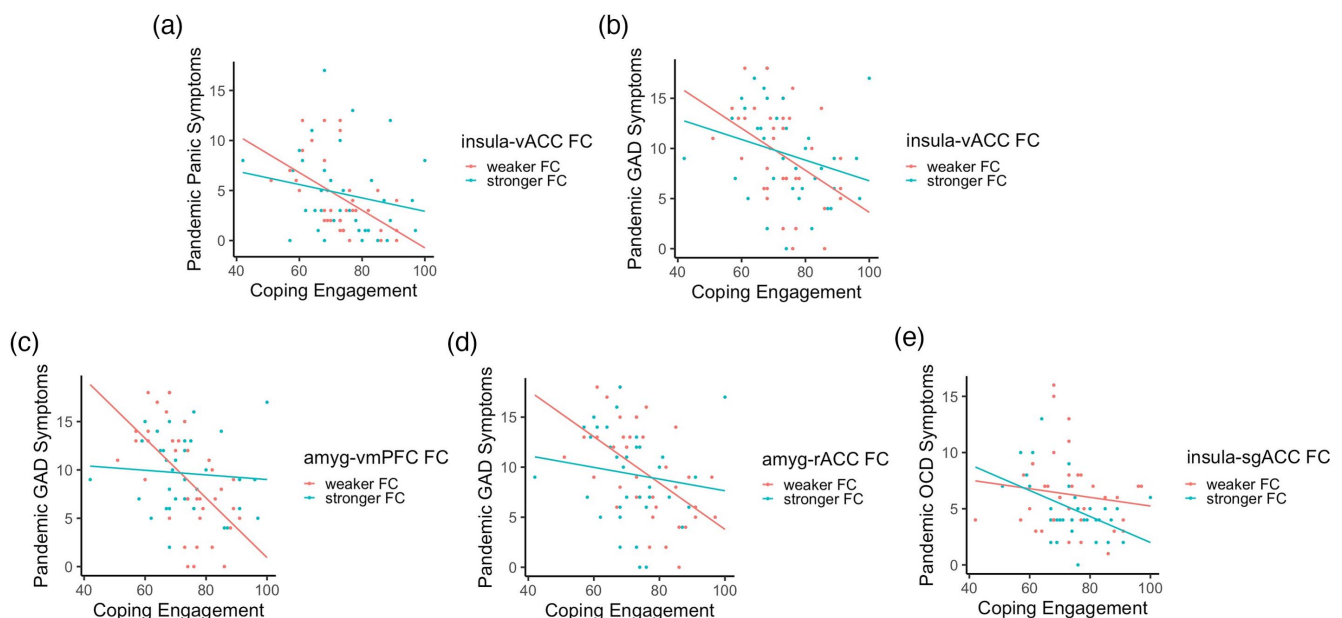 (a)
Pandemic Panic Symptoms
15
10
5
0
40 60 80 100
Coping Engagement
insula-vACC FC
weaker FC
stronger FC
(b)
Pandemic GAD Symptoms
15
10
5
0
40 60 80 100
Coping Engagement
insula-vACC FC
weaker FC
stronger FC
(c)
Pandemic GAD Symptoms
15
10
5
0
40 60 80 100
Coping Engagement
amyg-vmPFC FC
weaker FC
stronger FC
(d)
Pandemic GAD Symptoms
15
10
5
0
40 60 80 100
Coping Engagement
amyg-rACC FC
weaker FC
stronger FC
(e)
Pandemic OCD Symptoms
15
10
5
0
40 60 80 100
Coping Engagement
insula-sgACC FC
weaker FC
stronger FC